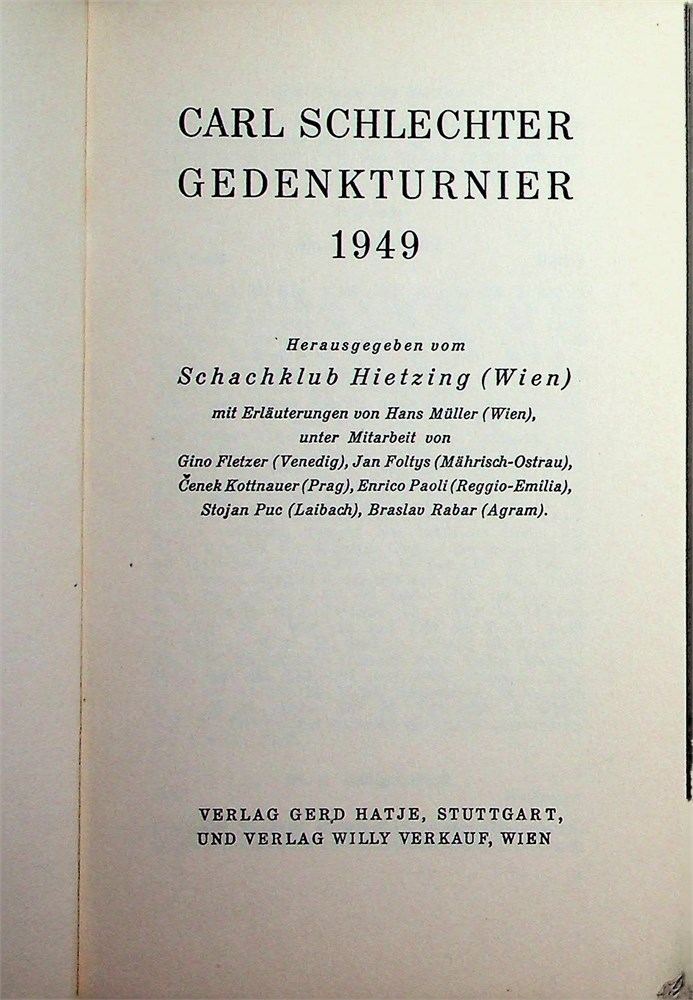 CARL SCHLECHTER
GEDENKTURNIER
1949
Herausgegeben vom
Schachklub Hietzing (Wien)
mit Erläuterungen von Hans Müller (Wien),
unter Mitarbeit von
Gino Fletzer (Venedig), Jan Foltys (Mährisch-Ostrau),
Čenek Kottnauer (Prag), Enrico Paoli (Reggio-Emilia),
Stojan Puc (Laibach), Braslav Rabar (Agram).
VERLAG GERD HATJE, STUTTGART,
UND VERLAG WILLY VERKAUF, WIEN